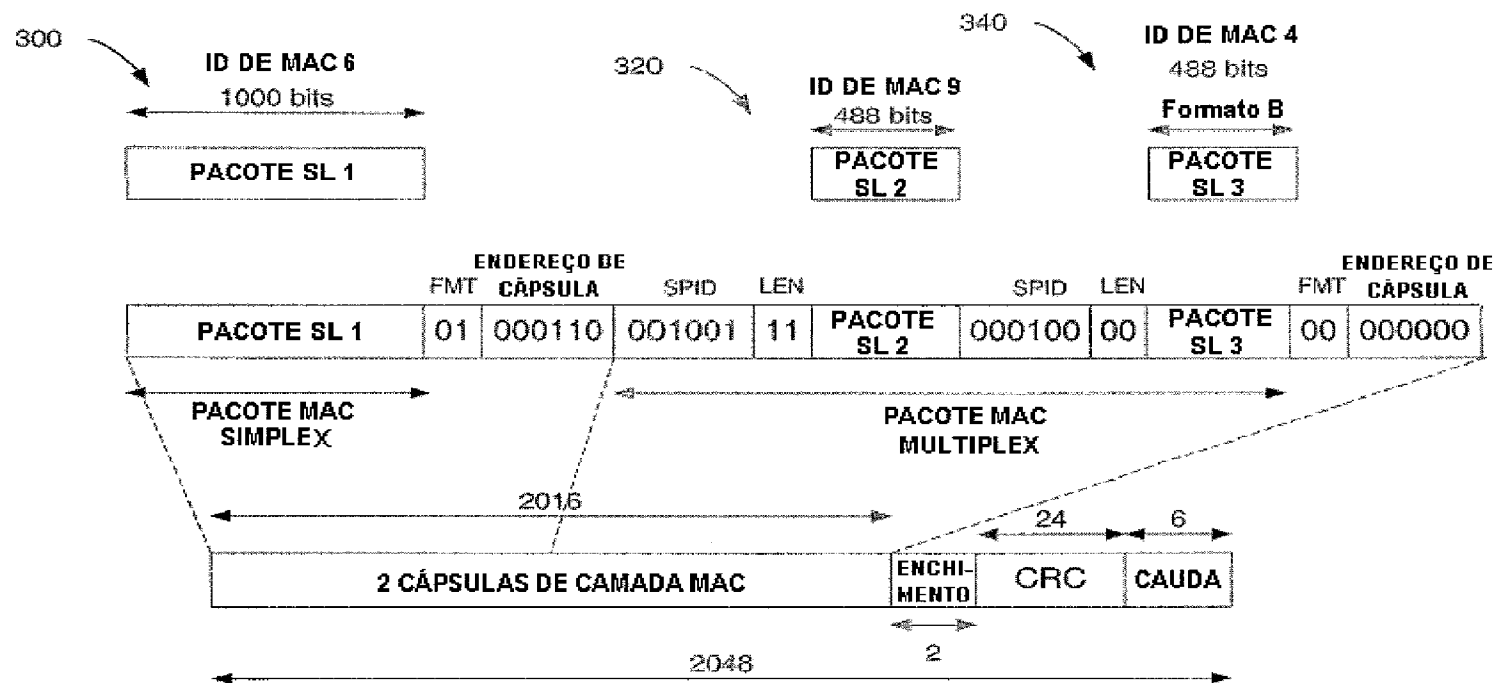 300
ID DE MAC 6
1000 bits
PACOTE SL 1
320
ID DE MAC 9
488 bits
PACOTE
SL 2
340
ID DE MAC 4
488 bits
Formato B
PACOTE
SL 3
FMT
ENDEREÇO DE
CÁPSULA
SPID
LEN
SPID
LEN
FMT
ENDEREÇO DE
CÁPSULA
PACOTE SL 1
01
000110
001001
11
PACOTE
SL 2
000100
00
PACOTE
SL 3
00
000000
PACOTE MAC
SIMPLEX
PACOTE MAC
MULTIPLEX
2016
24
6
2 CÁPSULAS DE CAMADA MAC
ENCHI-
MENTO
CRC
CAUDA
2
2048